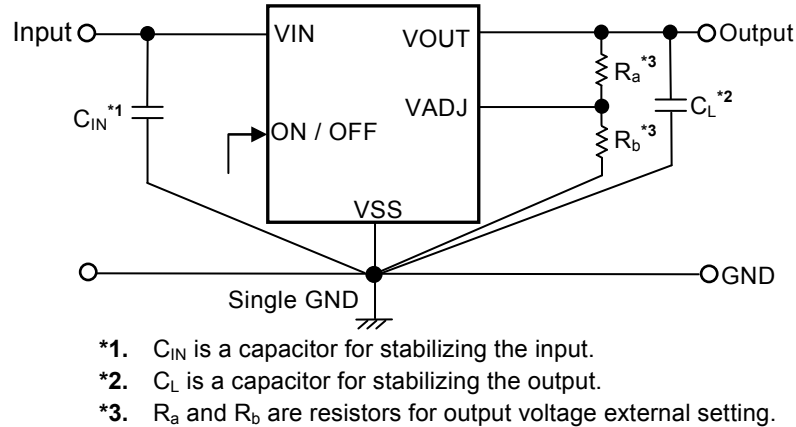 Input
VIN
VOUT
Output
Ra*3
CIN*1
VADJ
CL*2
ON / OFF
Rb*3
VSS
Single GND
GND
*1. CIN is a capacitor for stabilizing the input.
*2. CL is a capacitor for stabilizing the output.
*3. Ra and Rb are resistors for output voltage external setting.